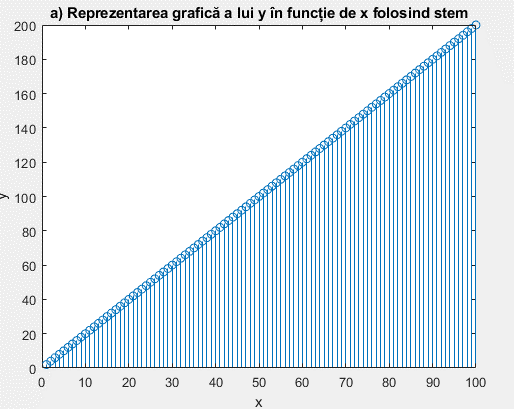 a) Reprezentarea grafică a lui y în funcție de x folosind stem
200
180
160
140
120
100
80
60
40
20
0
y
0 10 20 30 40 50 60 70 80 90 100
x